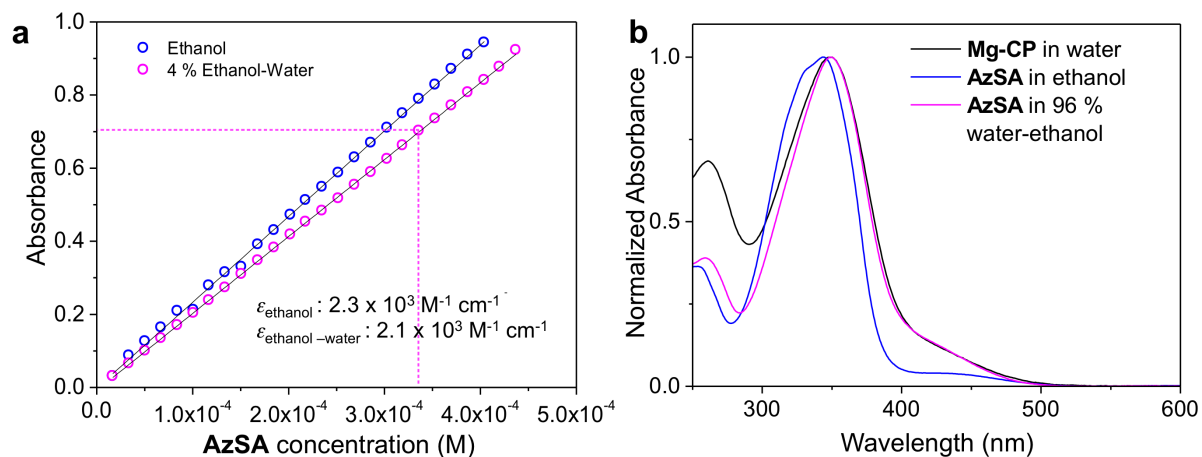 a
1.0
0.8
0.6
0.4
0.2
0.0
Absorbance
Ethanol
4 % Ethanol-Water
εethanol : 2.3 x 10³ M⁻¹ cm⁻¹
εethanol –water : 2.1 x 10³ M⁻¹ cm⁻¹
0.0 1.0x10⁻⁴ 2.0x10⁻⁴ 3.0x10⁻⁴ 4.0x10⁻⁴ 5.0x10⁻⁴
AzSA concentration (M)
b
1.0
0.5
0.0
Normalized Absorbance
Mg-CP in water
AzSA in ethanol
AzSA in 96 %
water-ethanol
300 400 500 600
Wavelength (nm)